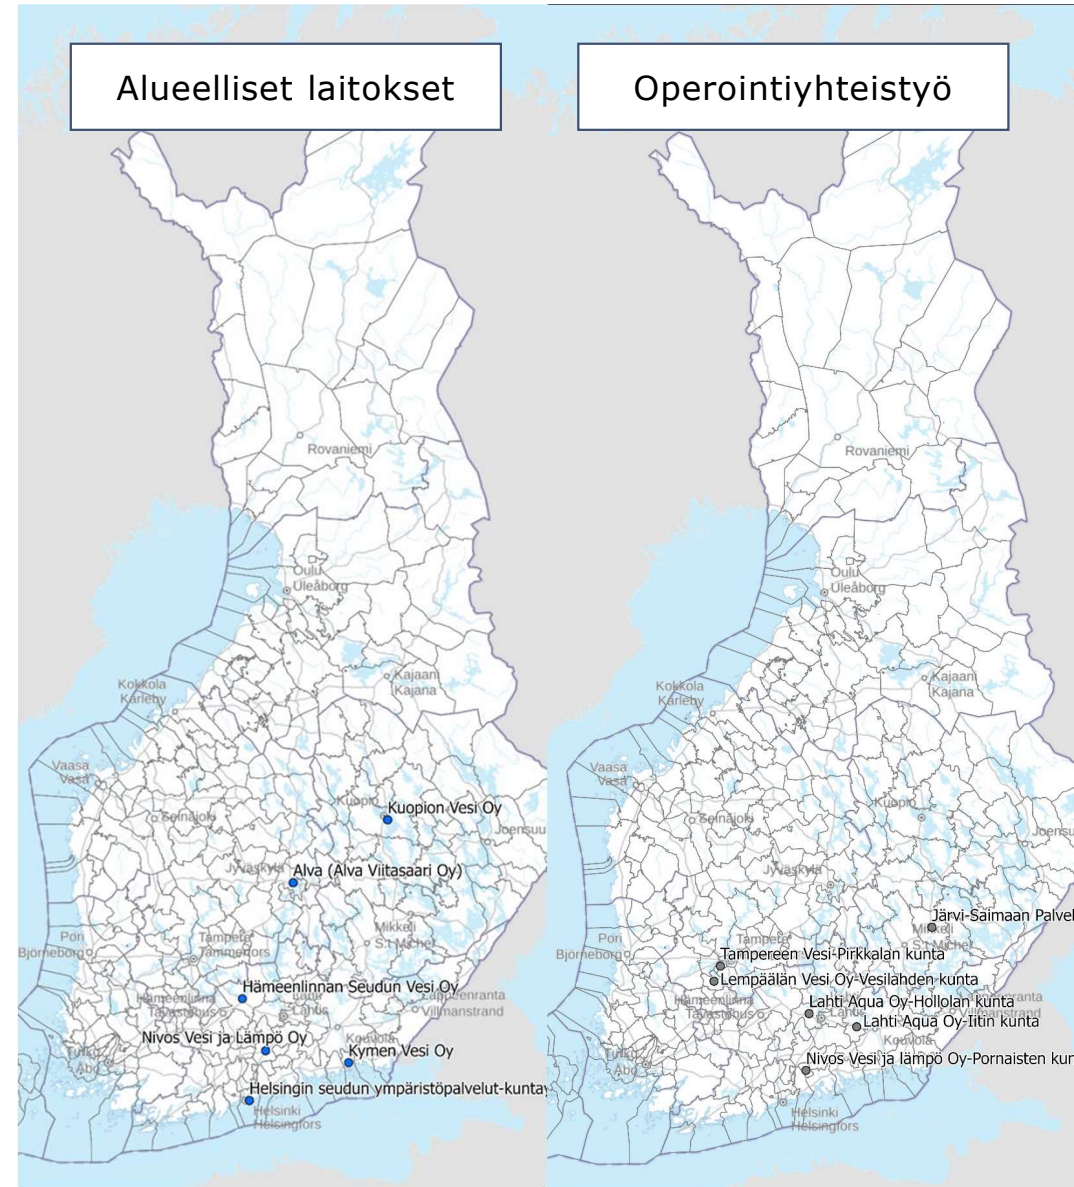 Alueelliset laitokset
Rovaniemi
Oulu
Uleåborg
Kajaani
Kajana
Kokkola
Karleby
Vaasa
Vasa
Kuopio
Kuopion Vesi Oy
Seinäjoki
Joensuu
Jyväskylä
Alva (Alva Viitasaari Oy)
Mikkeli
S:t Michel
Pori
Björneborg
Tampere
Tammerfors
Hämeenlinnan Seudun Vesi Oy
Hämeenlinna
Tavastehus
Lahti
Lahtis
Lappeenranta
Villmanstrand
Nivos Vesi ja Lämpö Oy
Kouvola
Kymen Vesi Oy
Turku
Åbo
Helsingin seudun ympäristöpalvelut-kuntay
Helsinki
Helsingfors
Operointiyhteistyö
Rovaniemi
Oulu
Uleåborg
Kajaani
Kajana
Kokkola
Karleby
Vaasa
Vasa
Kuopio
Seinäjoki
Joensuu
Jyväskylä
Järvi-Saimaan Palvel
Mikkeli
S:t Michel
Pori
Björneborg
Tampere
Tampereen Vesi-Pirkkalan kunta
Lempäälän Vesi Oy-Vesilahden kunta
Hämeenlinna
Tavastehus
Lahti Aqua Oy-Hollolan kunta
Lahtis
Lahti Aqua Oy-Iitin kunta
Kouvola
Nivos Vesi ja lämpö Oy-Pornaisten kun
Turku
Åbo
Helsinki
Helsingfors